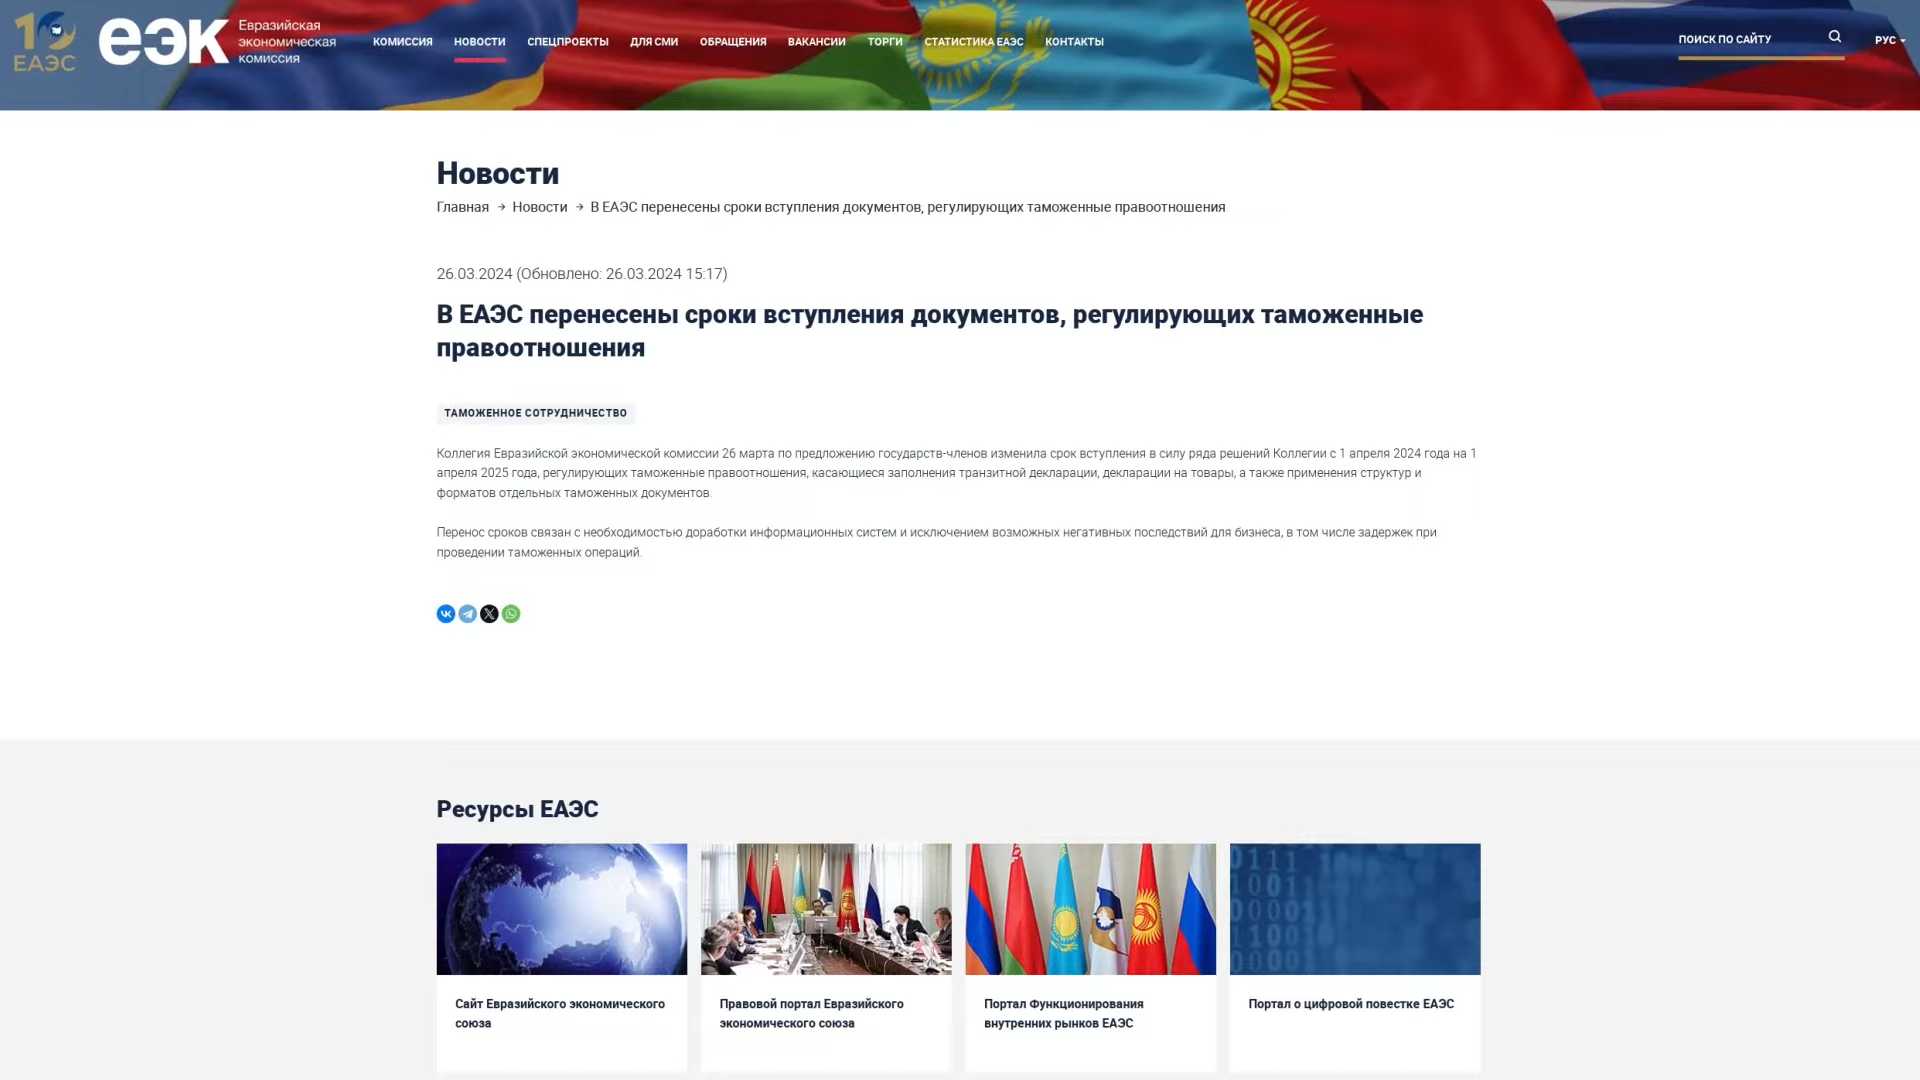 10
ЕАЭС
еэк
Евразийская
экономическая
комиссия
КОМИССИЯ
НОВОСТИ
СПЕЦПРОЕКТЫ
ДЛЯ СМИ
ОБРАЩЕНИЯ
ВАКАНСИИ
ТОРГИ
СТАТИСТИКА ЕАЭС
КОНТАКТЫ
ПОИСК ПО САЙТУ
РУС
Новости
Главная → Новости → В ЕАЭС перенесены сроки вступления документов, регулирующих таможенные правоотношения
26.03.2024 (Обновлено: 26.03.2024 15:17)
В ЕАЭС перенесены сроки вступления документов, регулирующих таможенные
правоотношения
ТАМОЖЕННОЕ СОТРУДНИЧЕСТВО
Коллегия Евразийской экономической комиссии 26 марта по предложению государств-членов изменила срок вступления в силу ряда решений Коллегии с 1 апреля 2024 года на 1
апреля 2025 года, регулирующих таможенные правоотношения, касающиеся заполнения транзитной декларации, декларации на товары, а также применения структур и
форматов отдельных таможенных документов.
Перенос сроков связан с необходимостью доработки информационных систем и исключением возможных негативных последствий для бизнеса, в том числе задержек при
проведении таможенных операций.
Ресурсы ЕАЭС
Сайт Евразийского экономического
союза
Правовой портал Евразийского
экономического союза
Портал Функционирования
внутренних рынков ЕАЭС
Портал о цифровой повестке ЕАЭС